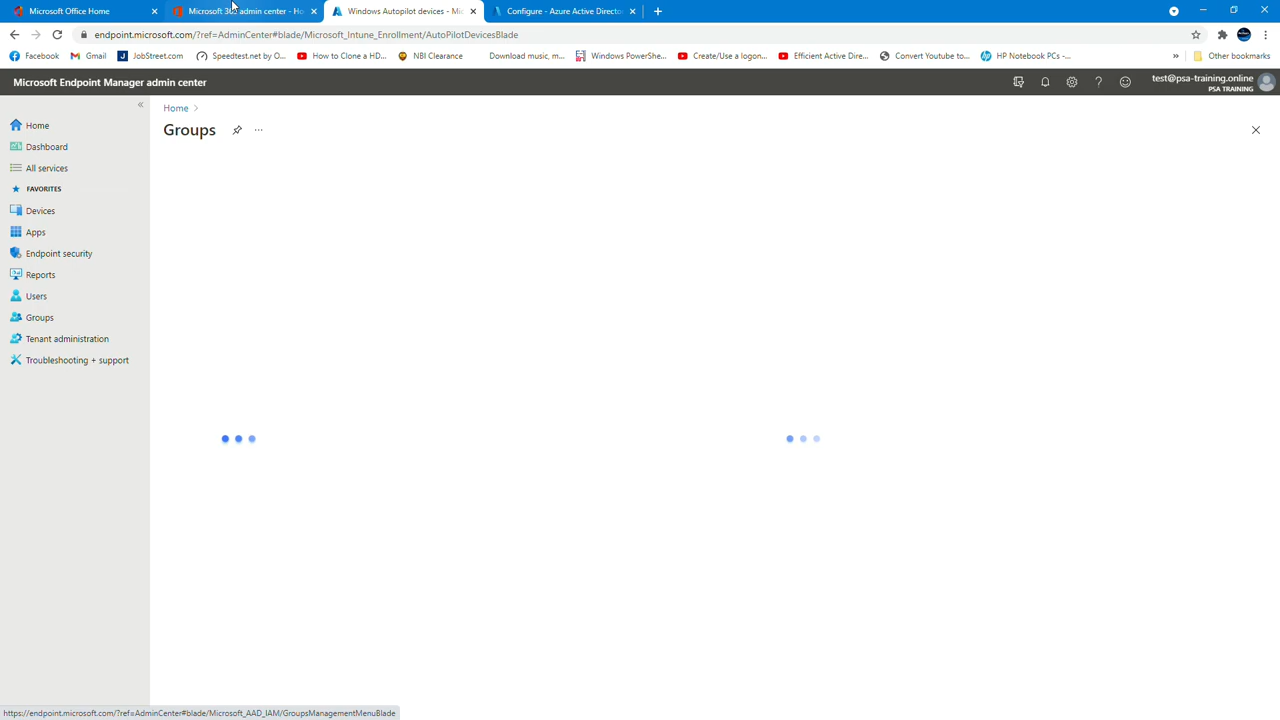 Microsoft Office Home
Microsoft 365 admin center - Ho
Windows Autopilot devices - Mi
Configure - Azure Active Directo
endpoint.microsoft.com/?ref=AdminCenter#blade/Microsoft_Intune_Enrollment/AutoPilotDevicesBlade
Facebook
Gmail
JobStreet.com
Speedtest.net by O...
How to Clone a HD...
NBI Clearance
Download music, m...
Windows PowerShe...
Create/Use a logon...
Efficient Active Dire...
Convert Youtube to...
HP Notebook PCs -...
»
Other bookmarks
Microsoft Endpoint Manager admin center
test@psa-training.online
PSA TRAINING
«
Home >
Groups
...
Home
Dashboard
All services
FAVORITES
Devices
Apps
Endpoint security
Reports
Users
Groups
Tenant administration
Troubleshooting + support
https://endpoint.microsoft.com/?ref=AdminCenter#blade/Microsoft_AAD_IAM/GroupsManagementMenuBlade